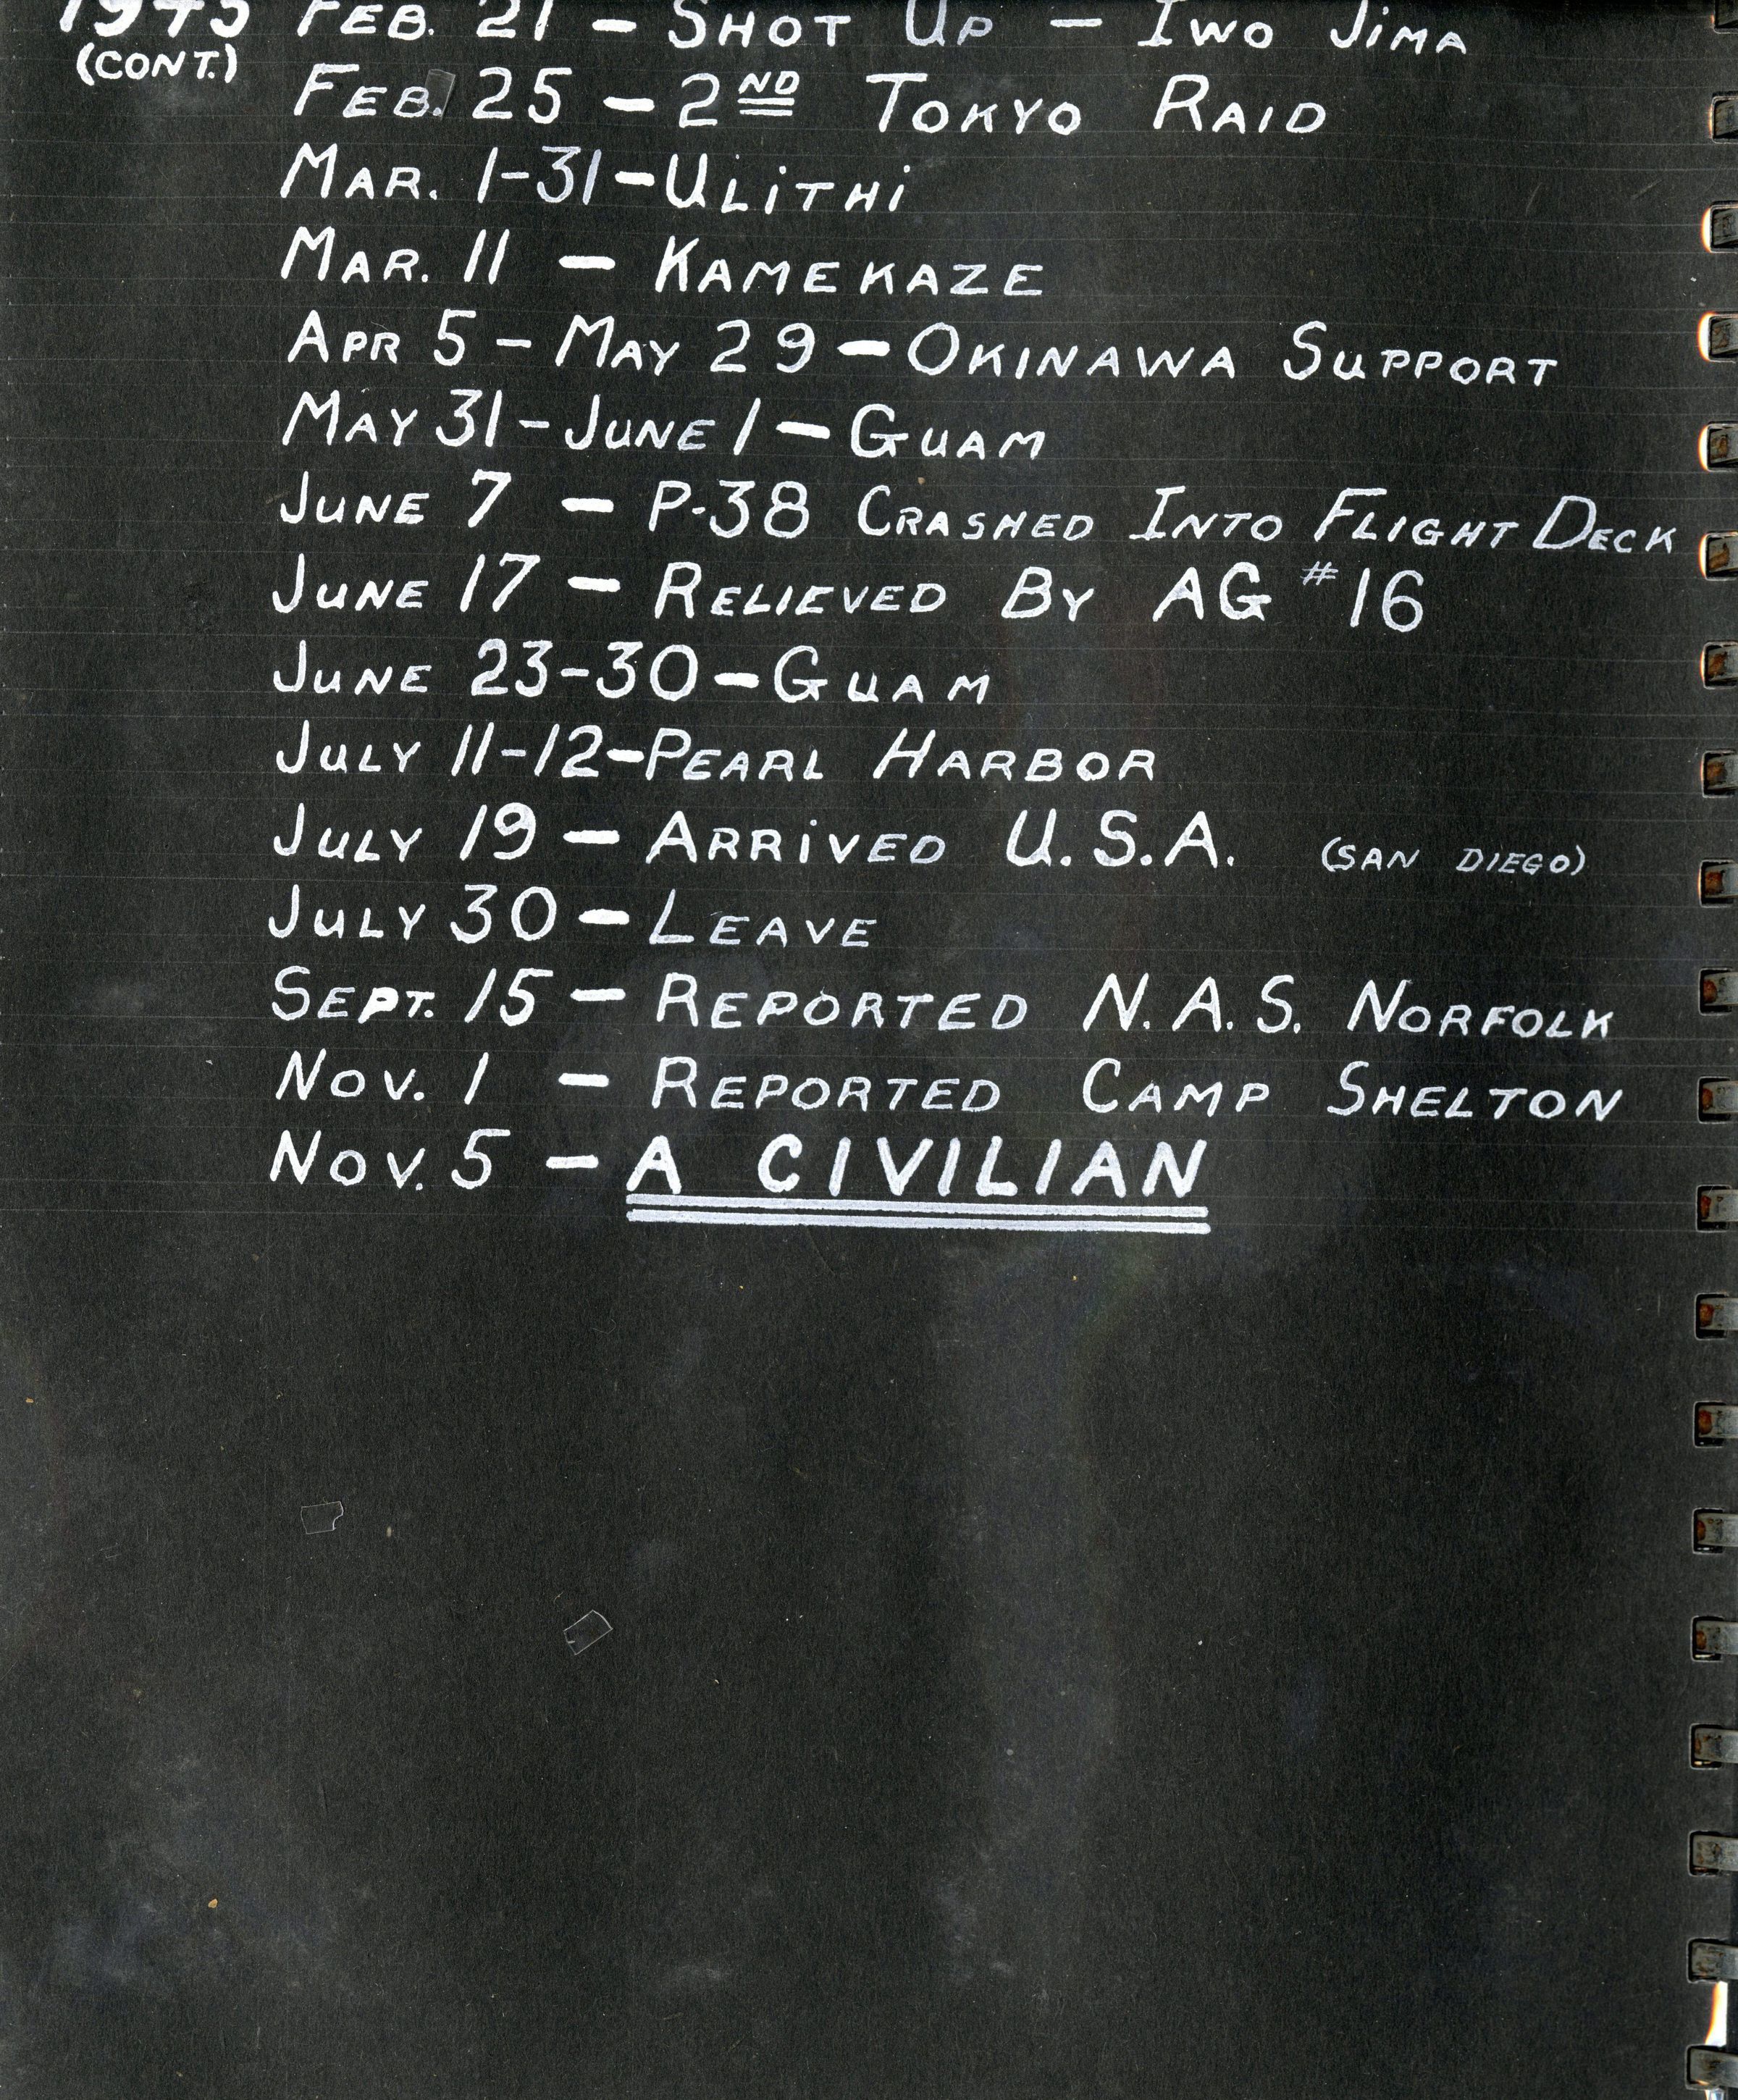 1945 FEB. 21 – SHOT UP – IWO JIMA
(CONT.)
FEB. 25 – 2ND TOKYO RAID
MAR. 1-31 – ULITHI
MAR. 11 – KAMEKAZE
APR 5 – MAY 29 – OKINAWA SUPPORT
MAY 31 – JUNE 1 – GUAM
JUNE 7 – P-38 CRASHED INTO FLIGHT DECK
JUNE 17 – RELIEVED BY AG #16
JUNE 23-30 – GUAM
JULY 11-12 – PEARL HARBOR
JULY 19 – ARRIVED U.S.A. (SAN DIEGO)
JULY 30 – LEAVE
SEPT. 15 – REPORTED N.A.S. NORFOLK
NOV. 1 – REPORTED CAMP SHELTON
NOV. 5 – A CIVILIAN